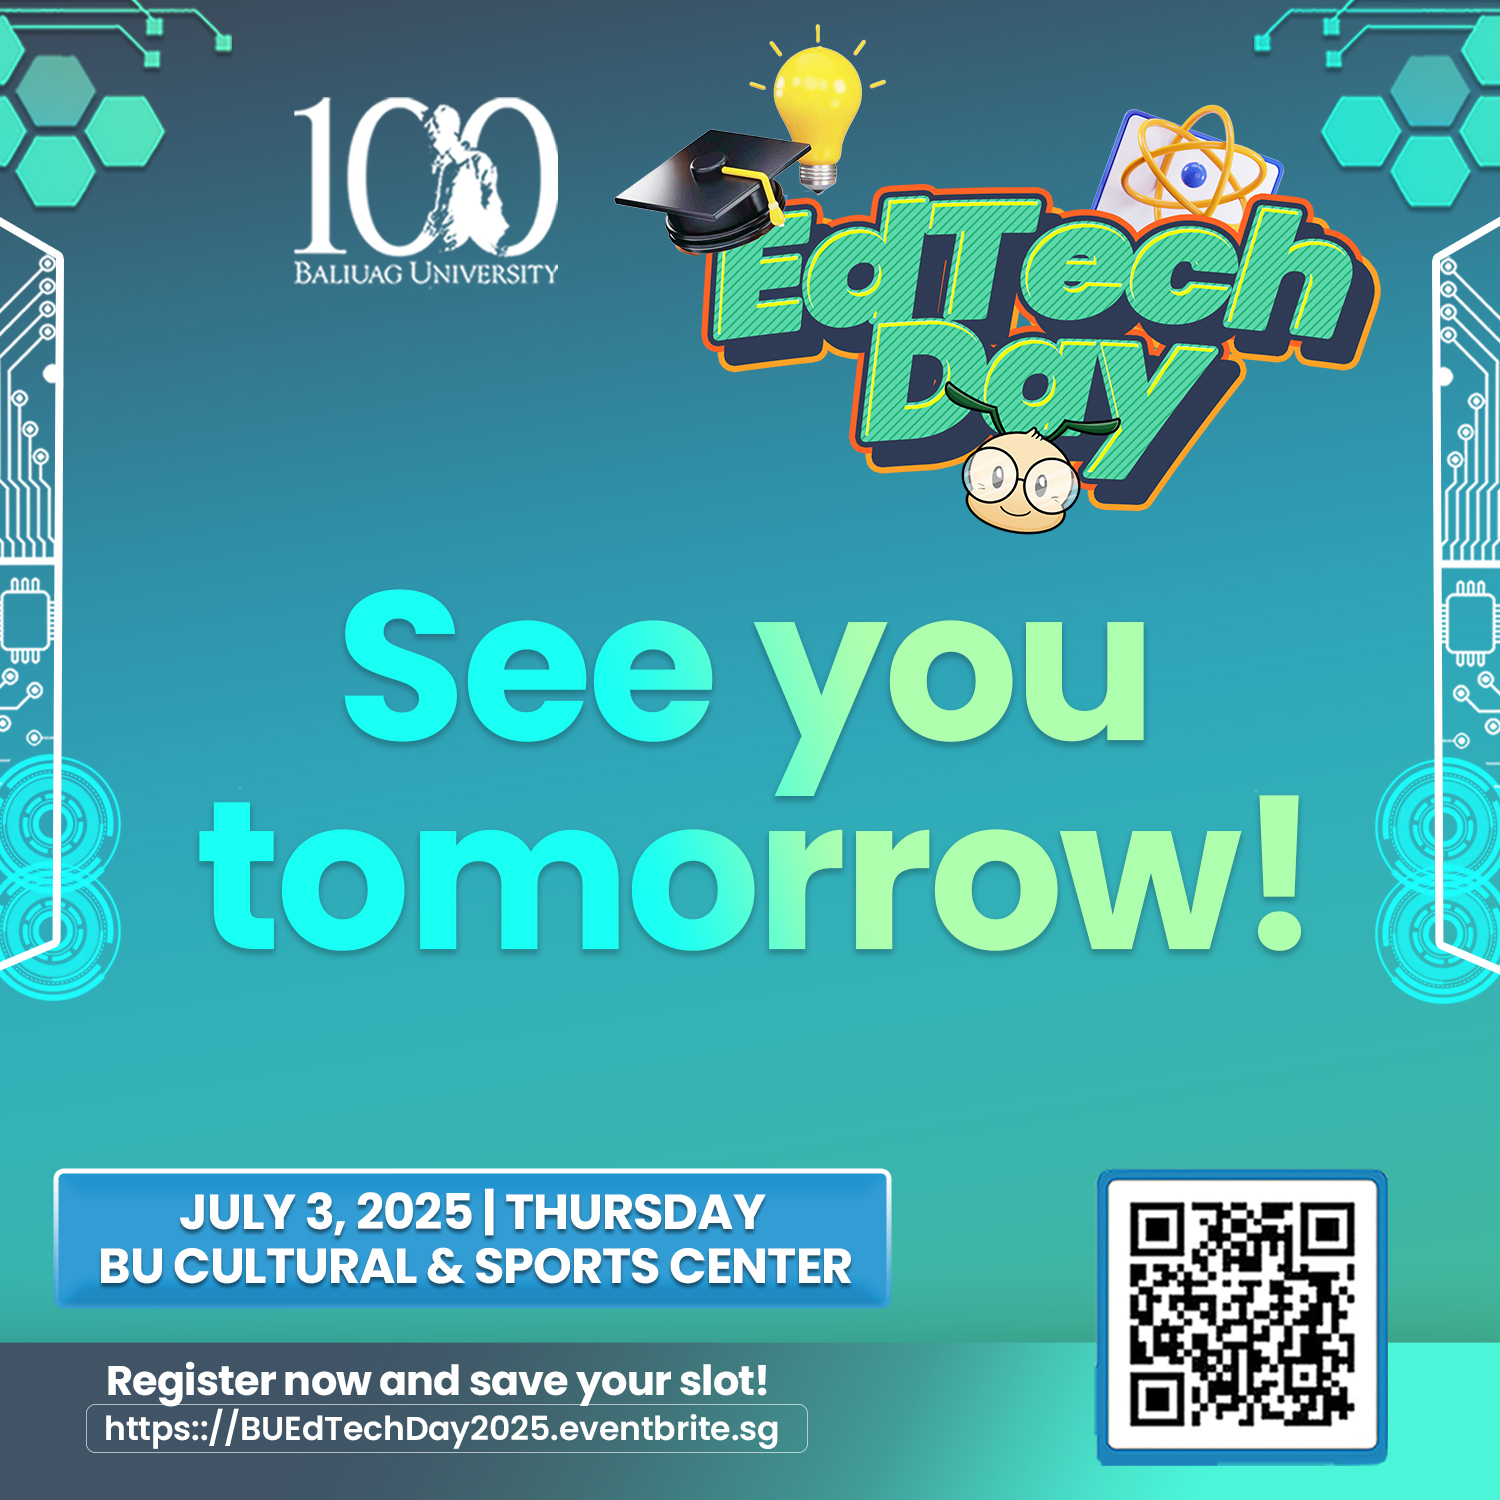 100
BALIUAG UNIVERSITY
EdTech
Day
See you
tomorrow!
JULY 3, 2025 | THURSDAY
BU CULTURAL & SPORTS CENTER
Register now and save your slot!
https:://BUEdTechDay2025.eventbrite.sg